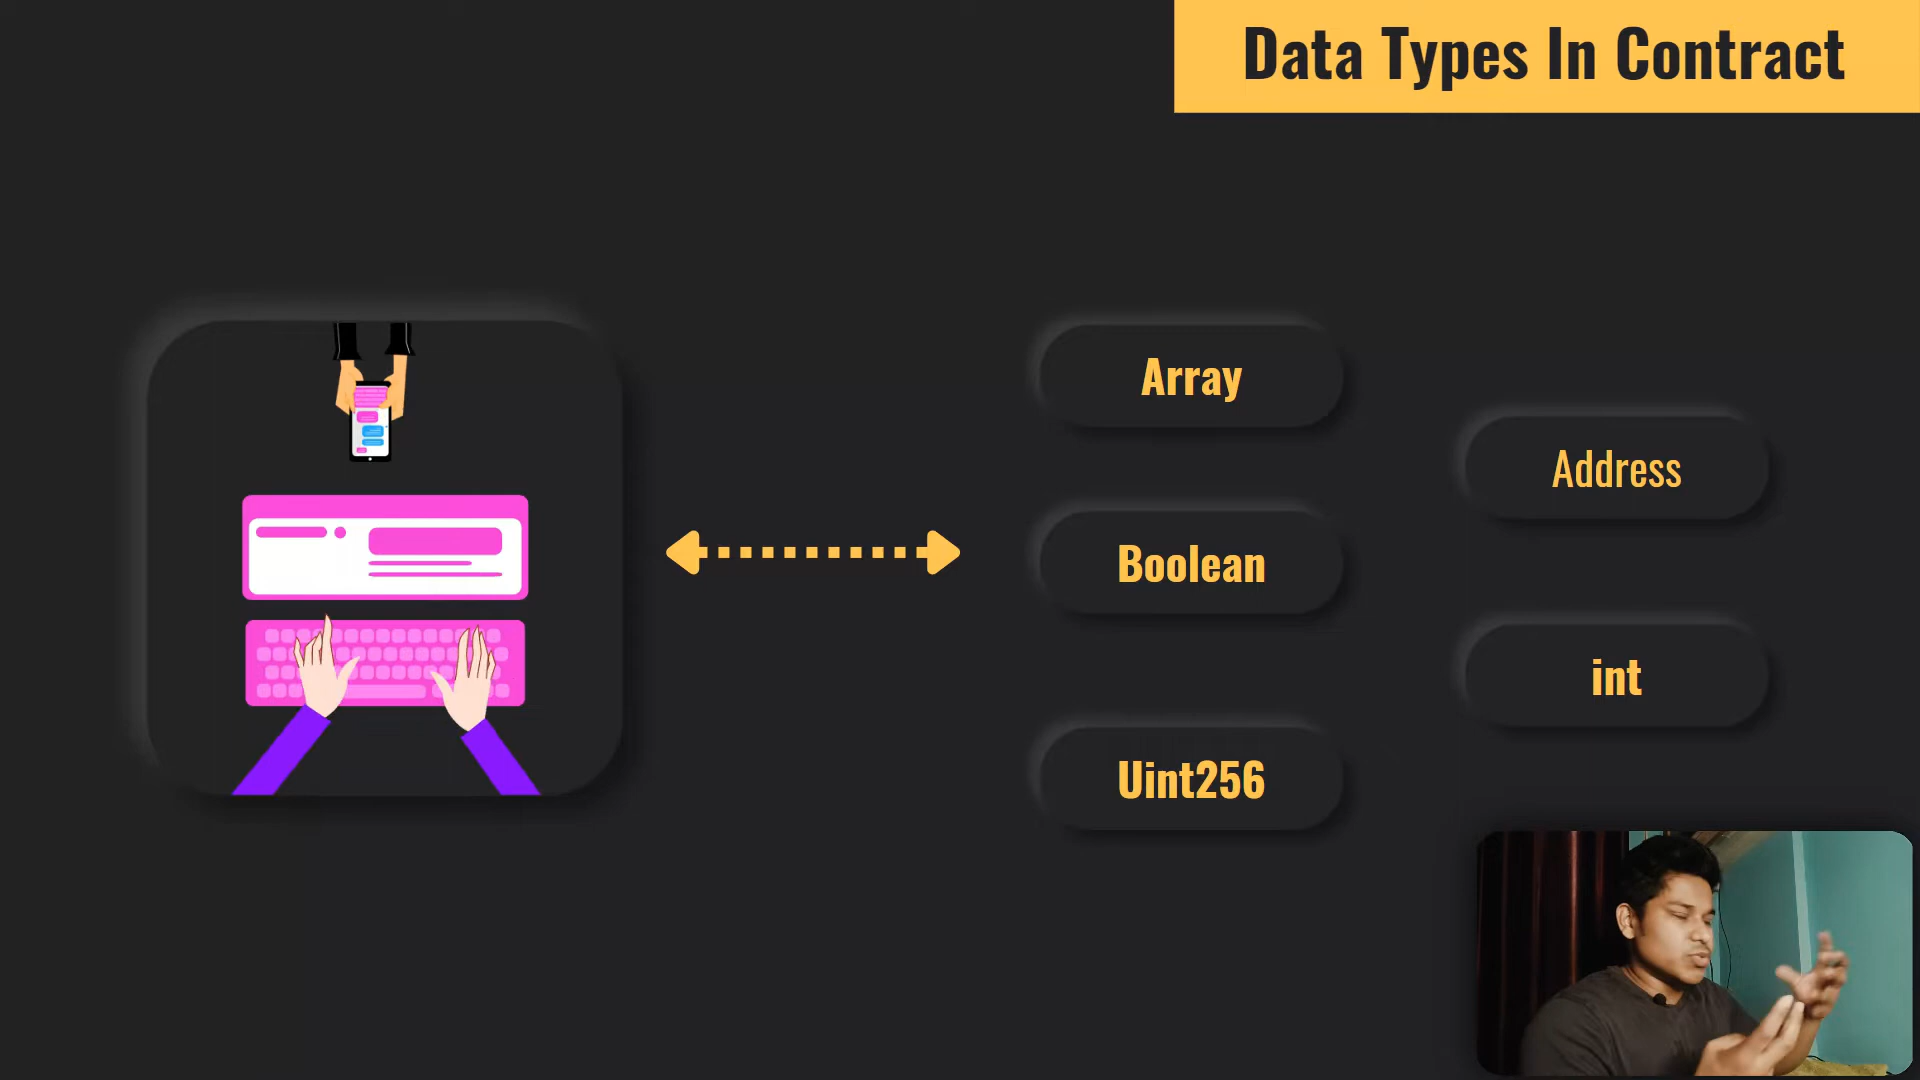 Data Types In Contract
Array
Address
Boolean
int
Uint256